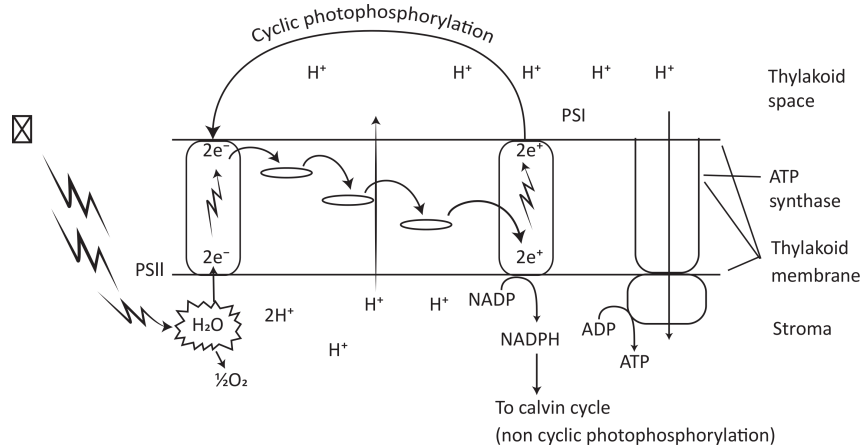 Cyclic photophosphorylation
H⁺ H⁺ H⁺ H⁺ H⁺
Thylakoid
space
PSI
2e⁻ 2e⁺
ATP
synthase
2e⁻ 2e⁺
PSII
Thylakoid
membrane
H₂O
2H⁺ H⁺ H⁺ NADP
H⁺
NADPH
ADP
ATP
Stroma
½O₂
To calvin cycle
(non cyclic photophosphorylation)